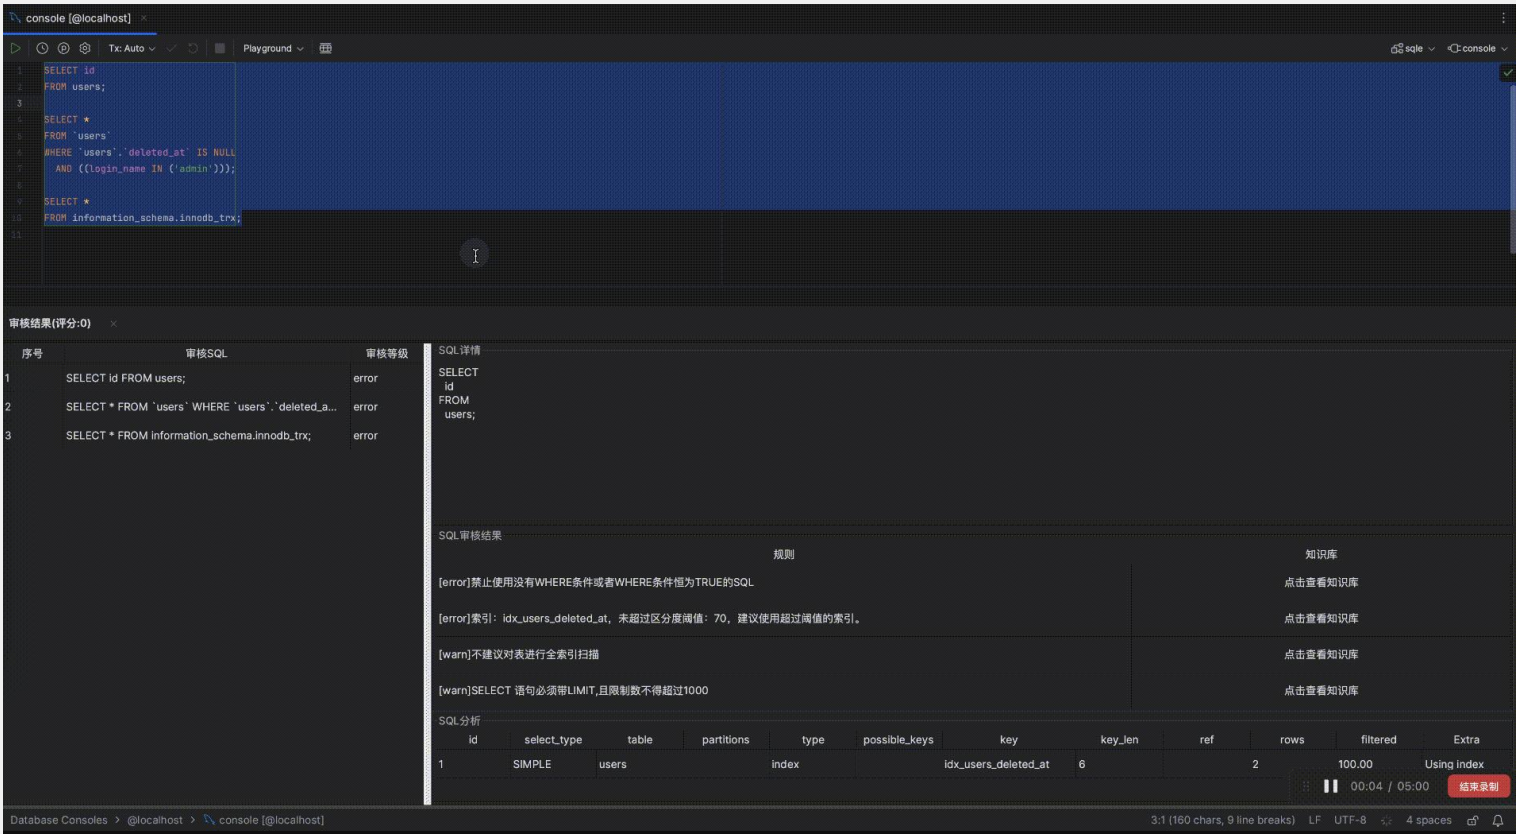 console [@localhost] ×
Tx: Auto Playground sqle console
1 SELECT id
2 FROM users;
3
4 SELECT *
5 FROM `users`
6 WHERE `users`.`deleted_at` IS NULL
7 AND ((login_name IN ('admin')));
8
9 SELECT *
10 FROM information_schema.innodb_trx;
11
审核结果(评分:0) ×
序号 审核SQL 审核等级
1 SELECT id FROM users; error
2 SELECT * FROM `users` WHERE `users`.`deleted_a... error
3 SELECT * FROM information_schema.innodb_trx; error
SQL详情
SELECT
id
FROM
users;
SQL审核结果
规则 知识库
[error]禁止使用没有WHERE条件或者WHERE条件恒为TRUE的SQL 点击查看知识库
[error]索引：idx_users_deleted_at，未超过区分度阈值：70，建议使用超过阈值的索引。 点击查看知识库
[warn]不建议对表进行全索引扫描 点击查看知识库
[warn]SELECT 语句必须带LIMIT,且限制数不得超过1000 点击查看知识库
SQL分析
id select_type table partitions type possible_keys key key_len ref rows filtered Extra
1 SIMPLE users index idx_users_deleted_at 6 2 100.00 Using index
00:04 / 05:00 结束录制
Database Consoles > @localhost > console [@localhost] 3:1 (160 chars, 9 line breaks) LF UTF-8 4 spaces